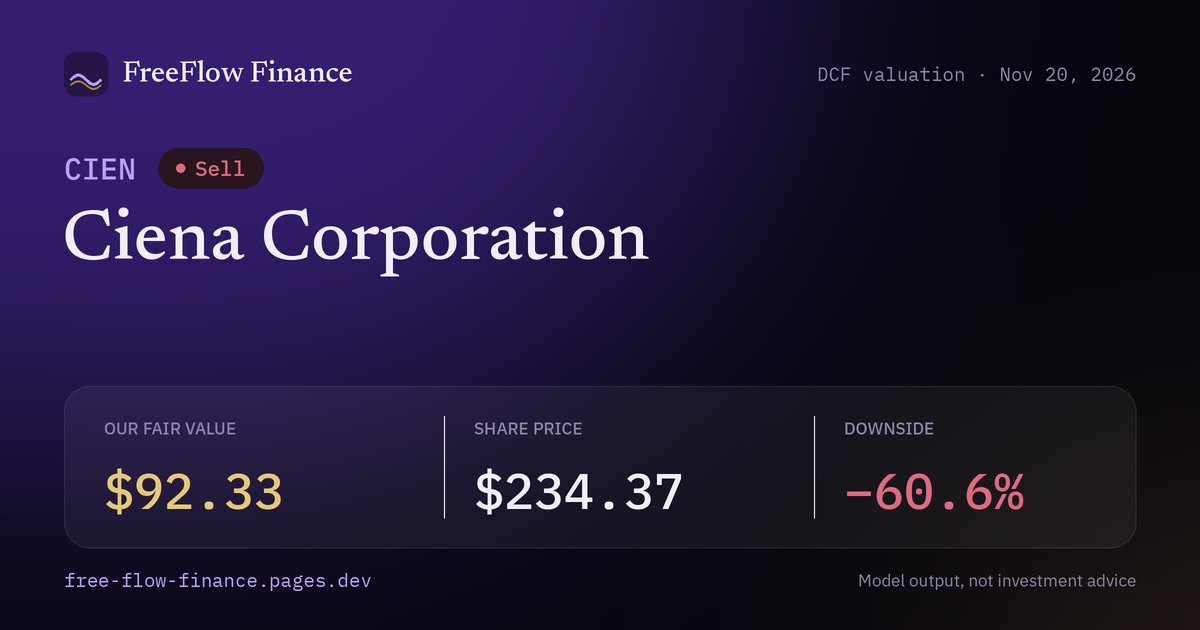 FreeFlow Finance
DCF valuation · Nov 20, 2026
CIEN
Sell
Ciena Corporation
OUR FAIR VALUE
$92.33
SHARE PRICE
$234.37
DOWNSIDE
−60.6%
free-flow-finance.pages.dev
Model output, not investment advice